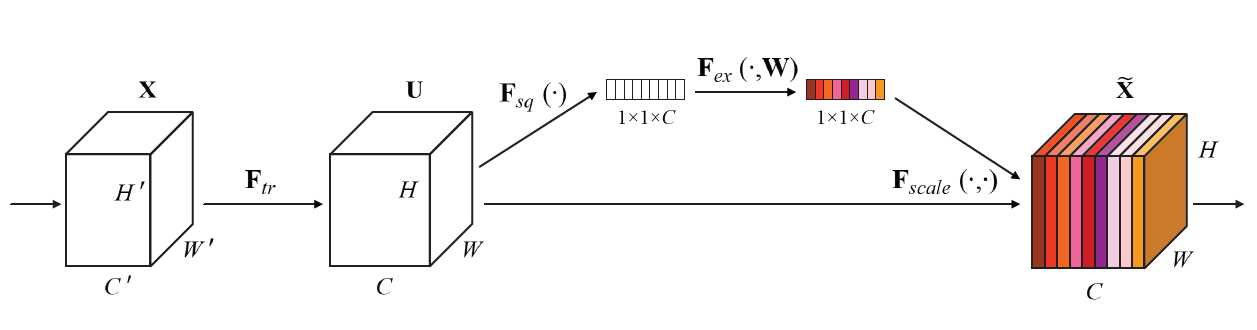 X
H′
W′
C′
F_tr
U
H
W
C
F_sq (·)
1×1×C
F_ex (·,W)
1×1×C
F_scale (·,·)
X̃
H
W
C